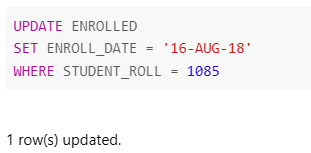 UPDATE ENROLLED
SET ENROLL_DATE = '16-AUG-18'
WHERE STUDENT_ROLL = 1085
1 row(s) updated.